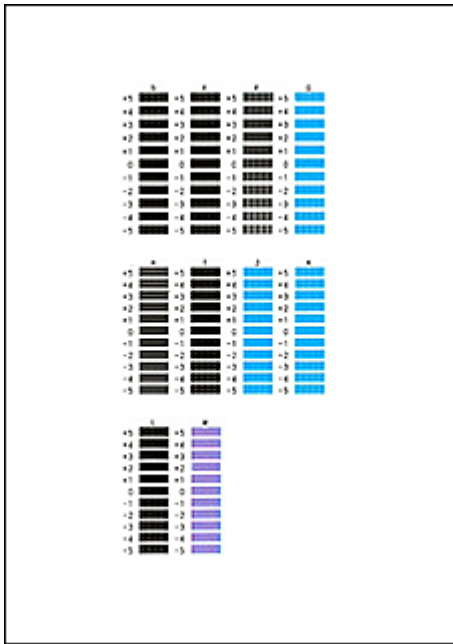 +5 +5 +5 +5
+4 +4 +4 +4
+3 +3 +3 +3
+2 +2 +2 +2
+1 +1 +1 +1
0 0 0 0
-1 -1 -1 -1
-2 -2 -2 -2
-3 -3 -3 -3
-4 -4 -4 -4
-5 -5 -5 -5
J
+5 +5 +5 +5
+4 +4 +4 +4
+3 +3 +3 +3
+2 +2 +2 +2
+1 +1 +1 +1
0 0 0 0
-1 -1 -1 -1
-2 -2 -2 -2
-3 -3 -3 -3
-4 -4 -4 -4
-5 -5 -5 -5
+5 +5
+4 +4
+3 +3
+2 +2
+1 +1
0 0
-1 -1
-2 -2
-3 -3
-4 -4
-5 -5